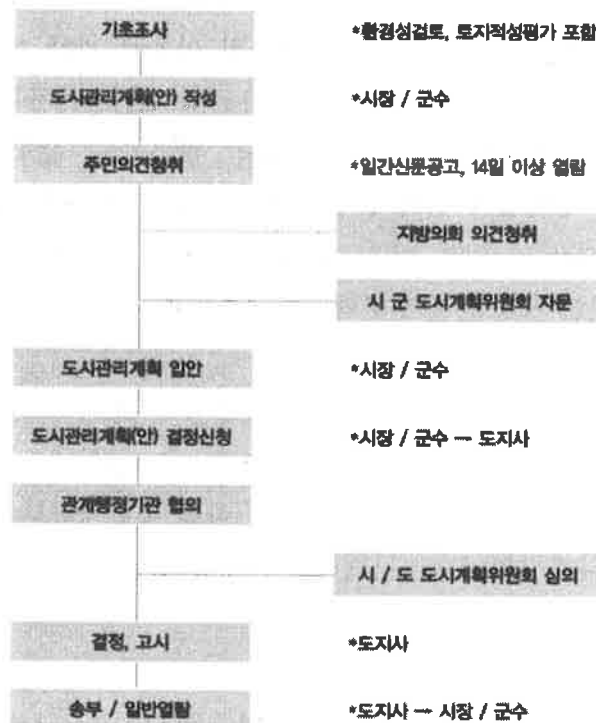 기초조사 *환경성검토, 토지적성평가 포함
도시관리계획(안) 작성 *시장 / 군수
주민의견청취 *일간신문공고, 14일 이상 열람
지방의회 의견청취
시 군 도시계획위원회 자문
도시관리계획 입안 *시장 / 군수
도시관리계획(안) 결정신청 *시장 / 군수 → 도지사
관계행정기관 협의
시 / 도 도시계획위원회 심의
결정, 고시 *도지사
송부 / 일반열람 *도지사 → 시장 / 군수